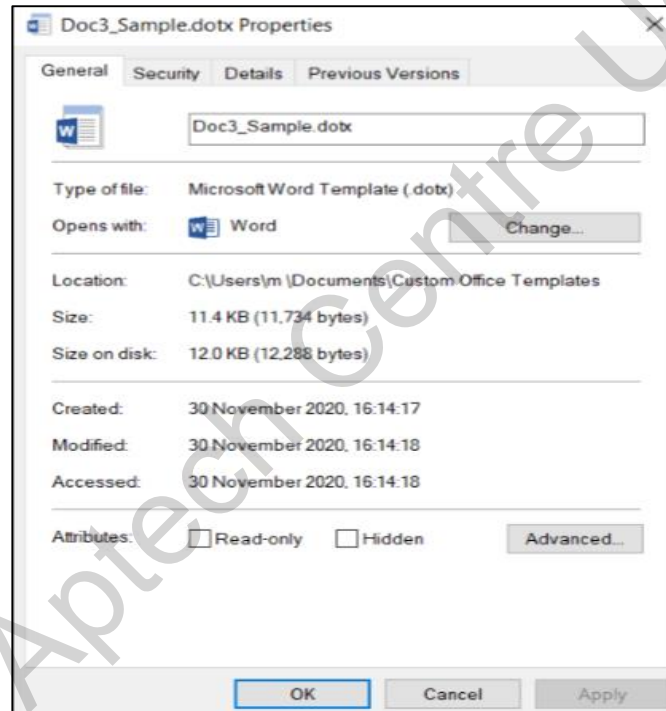 Doc3_Sample.dotx Properties
General Security Details Previous Versions
Doc3_Sample.dotx
Type of file: Microsoft Word Template (.dotx)
Opens with: Word Change...
Location: C:\Users\m \Documents\Custom Office Templates
Size: 11.4 KB (11,734 bytes)
Size on disk: 12.0 KB (12,288 bytes)
Created: 30 November 2020, 16:14:17
Modified: 30 November 2020, 16:14:18
Accessed: 30 November 2020, 16:14:18
Attributes: Read-only Hidden Advanced...
OK Cancel Apply
Aptech Centre